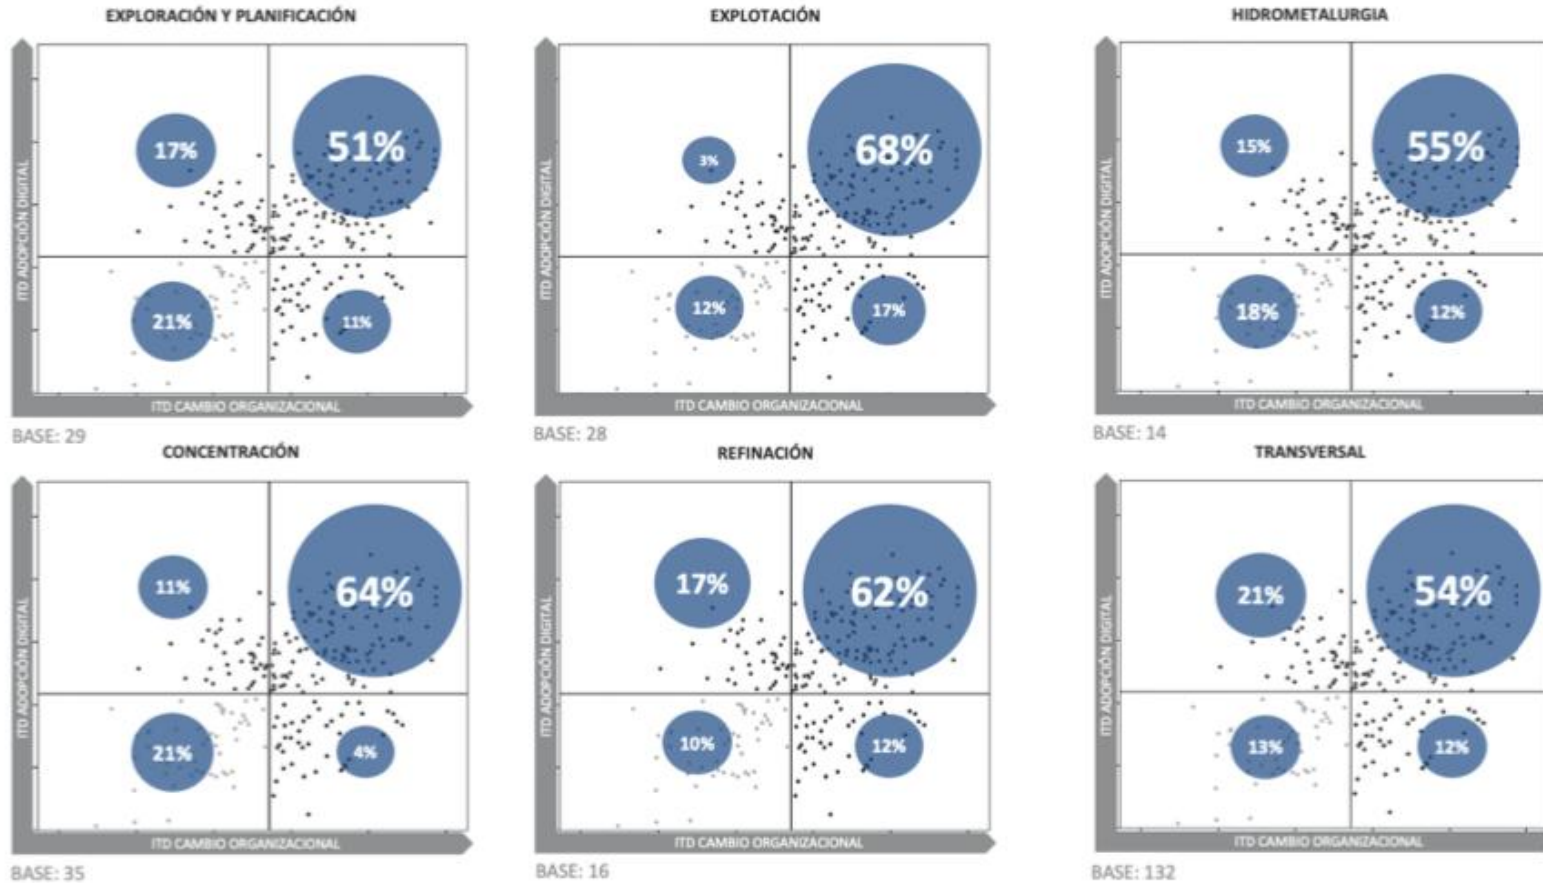 EXPLORACIÓN Y PLANIFICACIÓN
17%
51%
21%
11%
ITD ADOPCIÓN DIGITAL
ITD CAMBIO ORGANIZACIONAL
BASE: 29
EXPLOTACIÓN
3%
68%
12%
17%
ITD ADOPCIÓN DIGITAL
ITD CAMBIO ORGANIZACIONAL
BASE: 28
HIDROMETALURGIA
15%
55%
18%
12%
ITD ADOPCIÓN DIGITAL
ITD CAMBIO ORGANIZACIONAL
BASE: 14
CONCENTRACIÓN
11%
64%
21%
4%
ITD ADOPCIÓN DIGITAL
ITD CAMBIO ORGANIZACIONAL
BASE: 35
REFINACIÓN
17%
62%
10%
12%
ITD ADOPCIÓN DIGITAL
ITD CAMBIO ORGANIZACIONAL
BASE: 16
TRANSVERSAL
21%
54%
13%
12%
ITD ADOPCIÓN DIGITAL
ITD CAMBIO ORGANIZACIONAL
BASE: 132